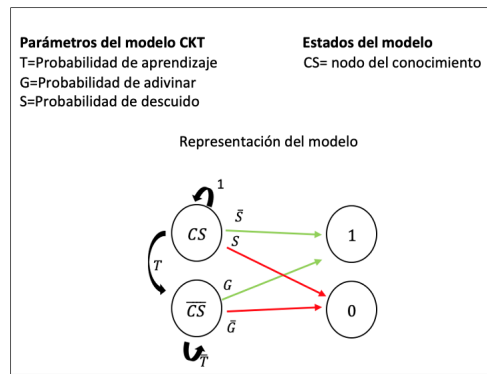 Parámetros del modelo CKT
T=Probabilidad de aprendizaje
G=Probabilidad de adivinar
S=Probabilidad de descuido
Estados del modelo
CS= nodo del conocimiento
Representación del modelo
1
CS
S̄
S
1
T
G
C̅S̅
Ḡ
0
T̄